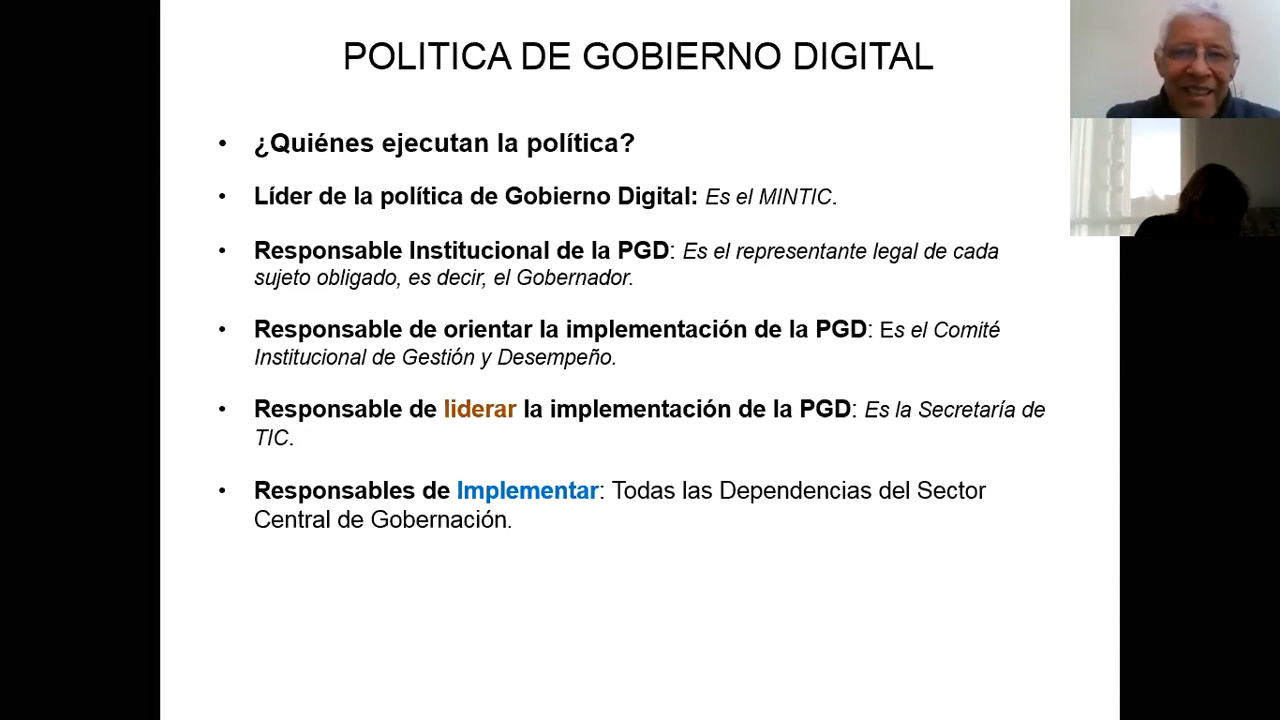 POLITICA DE GOBIERNO DIGITAL
• ¿Quiénes ejecutan la política?
• Líder de la política de Gobierno Digital: Es el MINTIC.
• Responsable Institucional de la PGD: Es el representante legal de cada
sujeto obligado, es decir, el Gobernador.
• Responsable de orientar la implementación de la PGD: Es el Comité
Institucional de Gestión y Desempeño.
• Responsable de liderar la implementación de la PGD: Es la Secretaría de
TIC.
• Responsables de Implementar: Todas las Dependencias del Sector
Central de Gobernación.